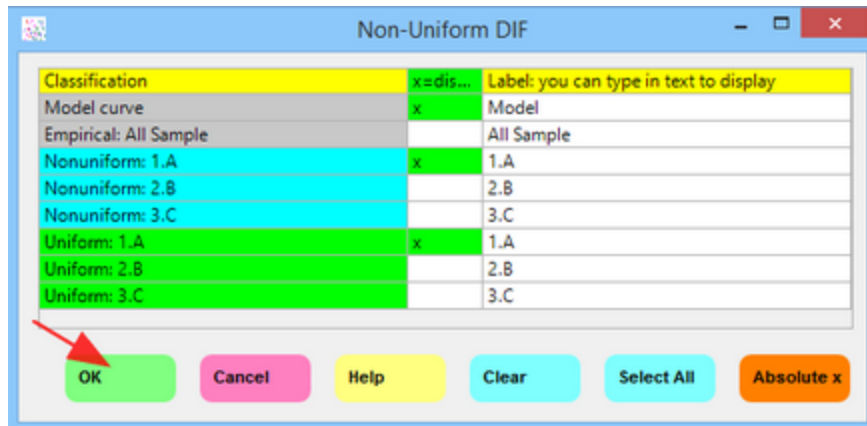 Non-Uniform DIF
Classification x=dis... Label: you can type in text to display
Model curve x Model
Empirical: All Sample All Sample
Nonuniform: 1.A x 1.A
Nonuniform: 2.B 2.B
Nonuniform: 3.C 3.C
Uniform: 1.A x 1.A
Uniform: 2.B 2.B
Uniform: 3.C 3.C
OK Cancel Help Clear Select All Absolute x